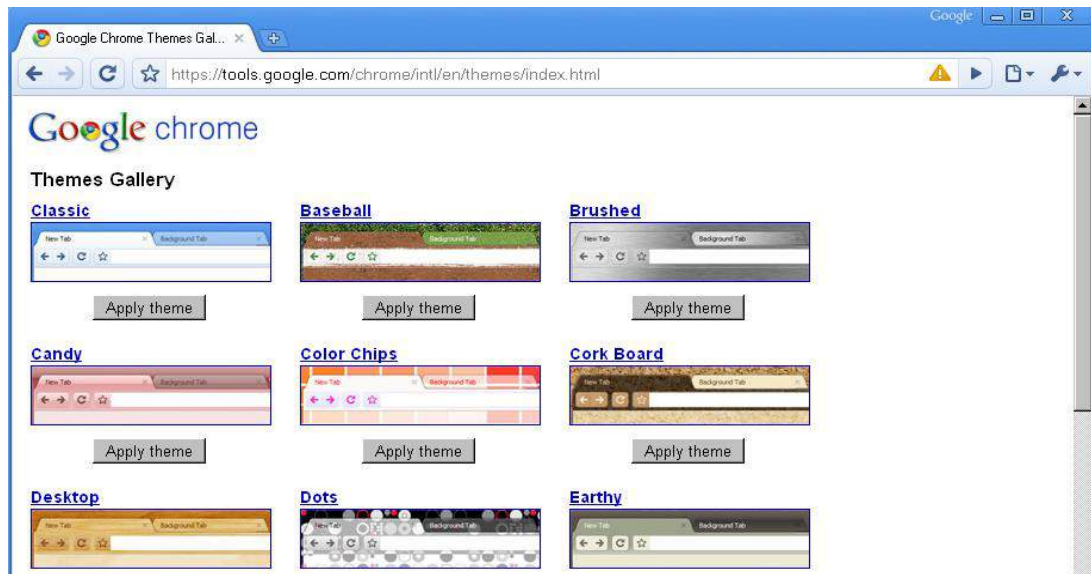 Google
Google Chrome Themes Gal...
https://tools.google.com/chrome/intl/en/themes/index.html
Google chrome
Themes Gallery
Classic Baseball Brushed
New Tab Background Tab New Tab Background Tab New Tab Background Tab
Apply theme Apply theme Apply theme
Candy Color Chips Cork Board
New Tab Background Tab New Tab Background Tab New Tab Background Tab
Apply theme Apply theme Apply theme
Desktop Dots Earthy
New Tab Background Tab New Tab Background Tab New Tab Background Tab